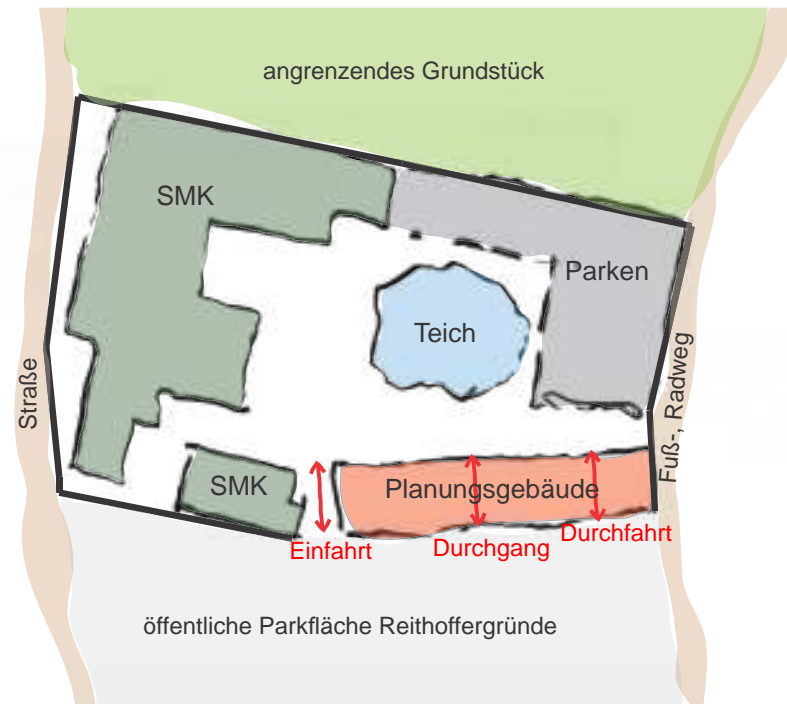 angrenzendes Grundstück
SMK
Parken
Teich
Straße
Fuß-, Radweg
SMK
Planungsgebäude
Einfahrt
Durchgang
Durchfahrt
öffentliche Parkfläche Reithoffergründe